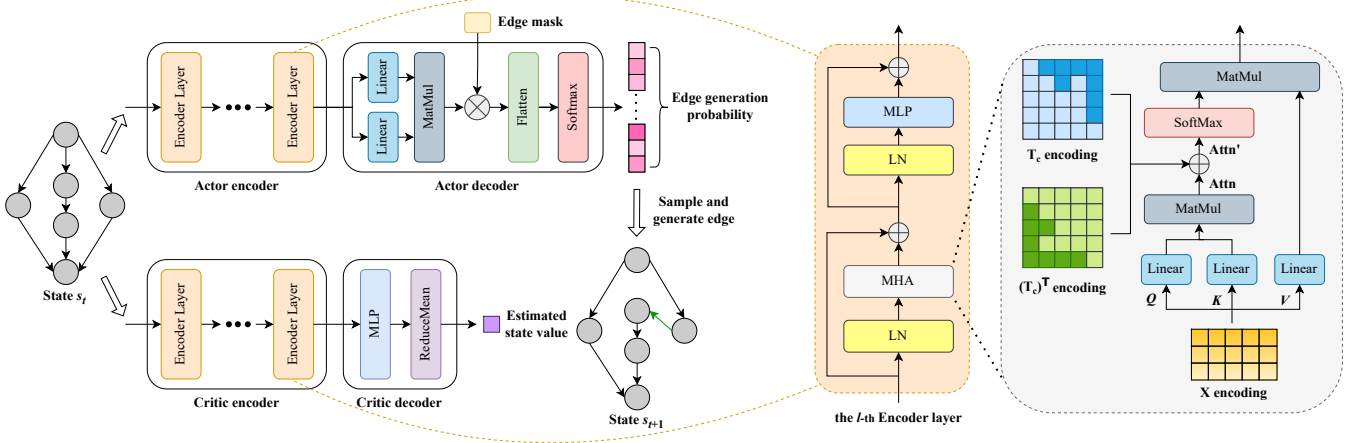 Edge mask
Encoder Layer
Encoder Layer
Linear
Linear
MatMul
Flatten
Softmax
Edge generation
probability
Actor encoder
Actor decoder
State s_t
Sample and
generate edge
Encoder Layer
Encoder Layer
MLP
ReduceMean
Estimated
state value
Critic encoder
Critic decoder
State s_{t+1}
MLP
LN
MHA
LN
the l-th Encoder layer
MatMul
SoftMax
T_c encoding
Attn'
Attn
MatMul
(T_c)^T encoding
Linear
Linear
Linear
Q
K
V
X encoding